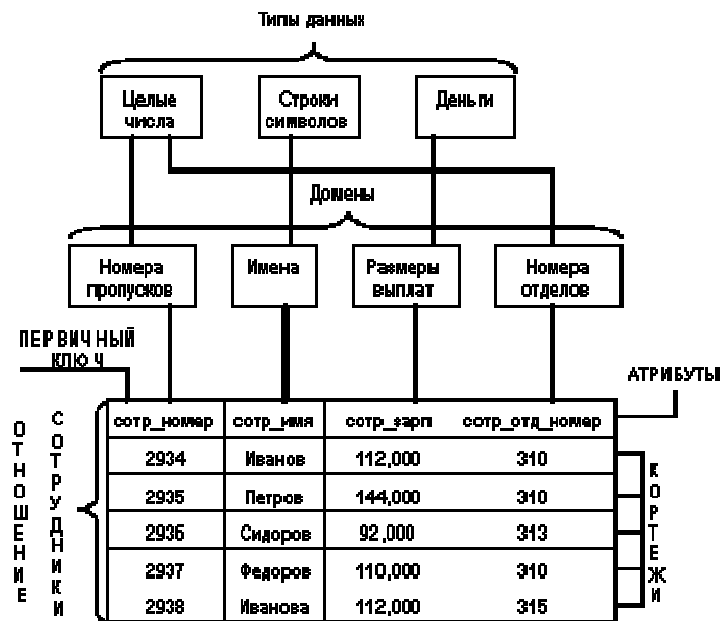 Типы данных
Целые
числа
Строки
символов
Деньги
Домены
Номера
пропусков
Имена
Размеры
выплат
Номера
отделов
ПЕРВИЧНЫЙ
КЛЮЧ
АТРИБУТЫ
ОТНОШЕНИЕ
СОТРУДНИКИ
сотр_номер сотр_имя сотр_зарп сотр_отд_номер
2934 Иванов 112,000 310
2935 Петров 144,000 310
2936 Сидоров 92,000 313
2937 Федоров 110,000 310
2938 Иванова 112,000 315
КОРТЕЖИ